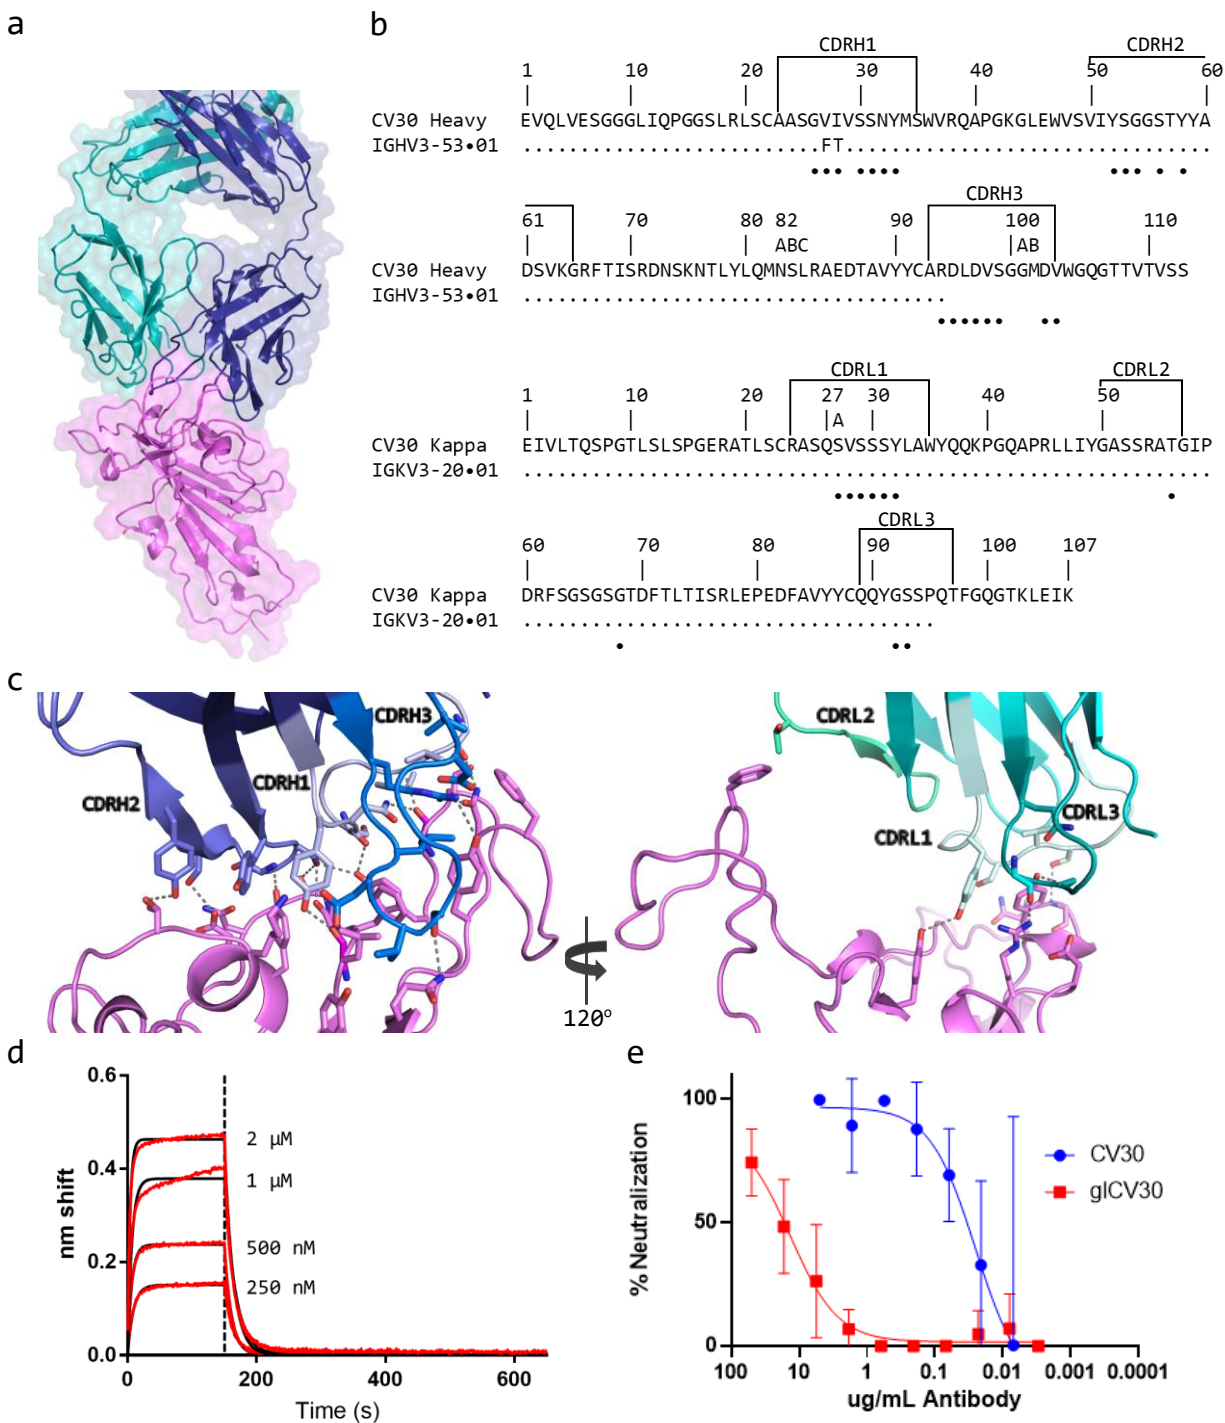 a
b
CDRH1 CDRH2
1 10 20 30 40 50 60
CV30 Heavy EVQLVESGGGLIQPGGSLRLSCAASGVIVSSNYMSWVRQAPGKGLEWVSVIYSGGSTYYA
IGHV3-53•01 ..........................FT................................
••• •••• ••• • •
CDRH3
61 70 80 82 90 100 110
ABC AB
CV30 Heavy DSVKGRFTISRDNSKNTLYLQMNSLRAEDTAVYYCARDLDVSGGMDVWGQGTTVTVSS
IGHV3-53•01 .....................................
•••••• ••
CDRL1 CDRL2
1 10 20 27 30 40 50
A
CV30 Kappa EIVLTQSPGTLSLSPGERATLSCRASQSVSSSYLAWYQQKPGQAPRLLIYGASSRATGIP
IGKV3-20•01 ............................................................
•••••• •
CDRL3
60 70 80 90 100 107
CV30 Kappa DRFSGSGSGTDFTLTISRLEPEDFAVYYCQQYGSSPQTFGQGTKLEIK
IGKV3-20•01 ....................................
• ••
c
CDRH3
CDRH1
CDRH2
CDRL2
CDRL1
CDRL3
120º
d
0.6
0.4
0.2
0.0
nm shift
2 µM
1 µM
500 nM
250 nM
0 200 400 600
Time (s)
e
100
50
0
% Neutralization
CV30
glCV30
100 10 1 0.1 0.01 0.001 0.0001
ug/mL Antibody